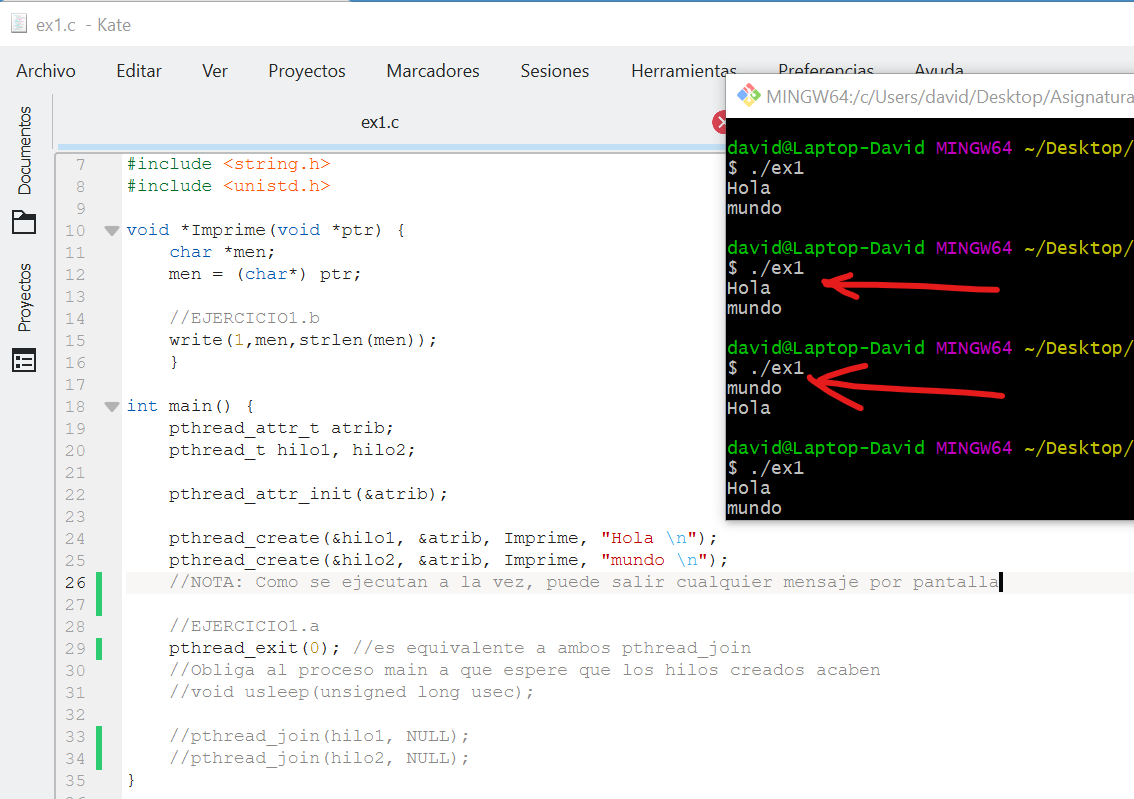 ex1.c - Kate
Archivo Editar Ver Proyectos Marcadores Sesiones Herramientas Preferencias Ayuda
Documentos
Proyectos
ex1.c
7 #include <string.h>
8 #include <unistd.h>
9
10 void *Imprime(void *ptr) {
11 char *men;
12 men = (char*) ptr;
13
14 //EJERCICIO1.b
15 write(1,men,strlen(men));
16 }
17
18 int main() {
19 pthread_attr_t atrib;
20 pthread_t hilo1, hilo2;
21
22 pthread_attr_init(&atrib);
23
24 pthread_create(&hilo1, &atrib, Imprime, "Hola \n");
25 pthread_create(&hilo2, &atrib, Imprime, "mundo \n");
26 //NOTA: Como se ejecutan a la vez, puede salir cualquier mensaje por pantalla
27
28 //EJERCICIO1.a
29 pthread_exit(0); //es equivalente a ambos pthread_join
30 //Obliga al proceso main a que espere que los hilos creados acaben
31 //void usleep(unsigned long usec);
32
33 //pthread_join(hilo1, NULL);
34 //pthread_join(hilo2, NULL);
35 }
MINGW64:/c/Users/david/Desktop/Asignatura
david@Laptop-David MINGW64 ~/Desktop/
$ ./ex1
Hola
mundo
david@Laptop-David MINGW64 ~/Desktop/
$ ./ex1
Hola
mundo
david@Laptop-David MINGW64 ~/Desktop/
$ ./ex1
mundo
Hola
david@Laptop-David MINGW64 ~/Desktop/
$ ./ex1
Hola
mundo